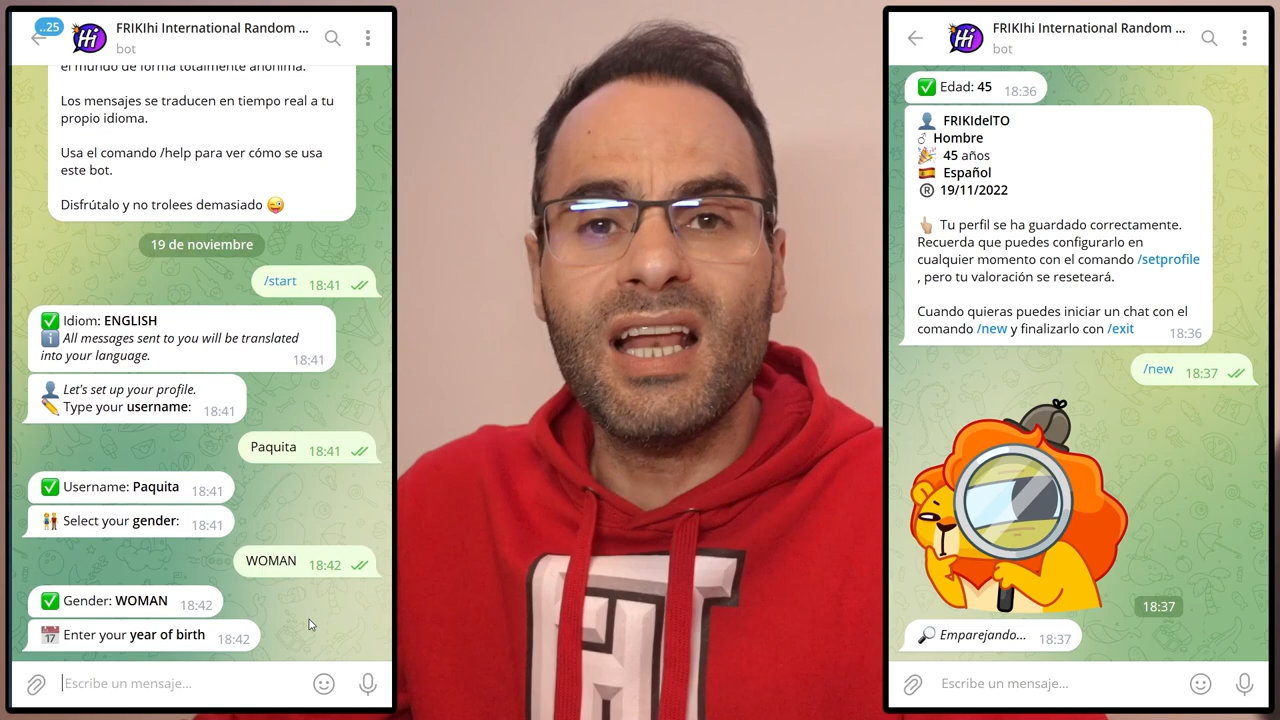 25
FRIKIhi International Random ...
bot
el mundo de forma totalmente anónima.
Los mensajes se traducen en tiempo real a tu
propio idioma.
Usa el comando /help para ver cómo se usa
este bot.
Disfrútalo y no trolees demasiado
19 de noviembre
/start 18:41
Idiom: ENGLISH
All messages sent to you will be translated
into your language. 18:41
Let's set up your profile.
Type your username: 18:41
Paquita 18:41
Username: Paquita 18:41
Select your gender: 18:41
WOMAN 18:42
Gender: WOMAN 18:42
Enter your year of birth 18:42
Escribe un mensaje...
Hi
FRIKIhi International Random ...
bot
Edad: 45 18:36
FRIKIdelTO
Hombre
45 años
Español
® 19/11/2022
Tu perfil se ha guardado correctamente.
Recuerda que puedes configurarlo en
cualquier momento con el comando /setprofile
, pero tu valoración se reseteará.
Cuando quieras puedes iniciar un chat con el
comando /new y finalizarlo con /exit 18:36
/new 18:37
18:37
Emparejando... 18:37
Escribe un mensaje...
Hi